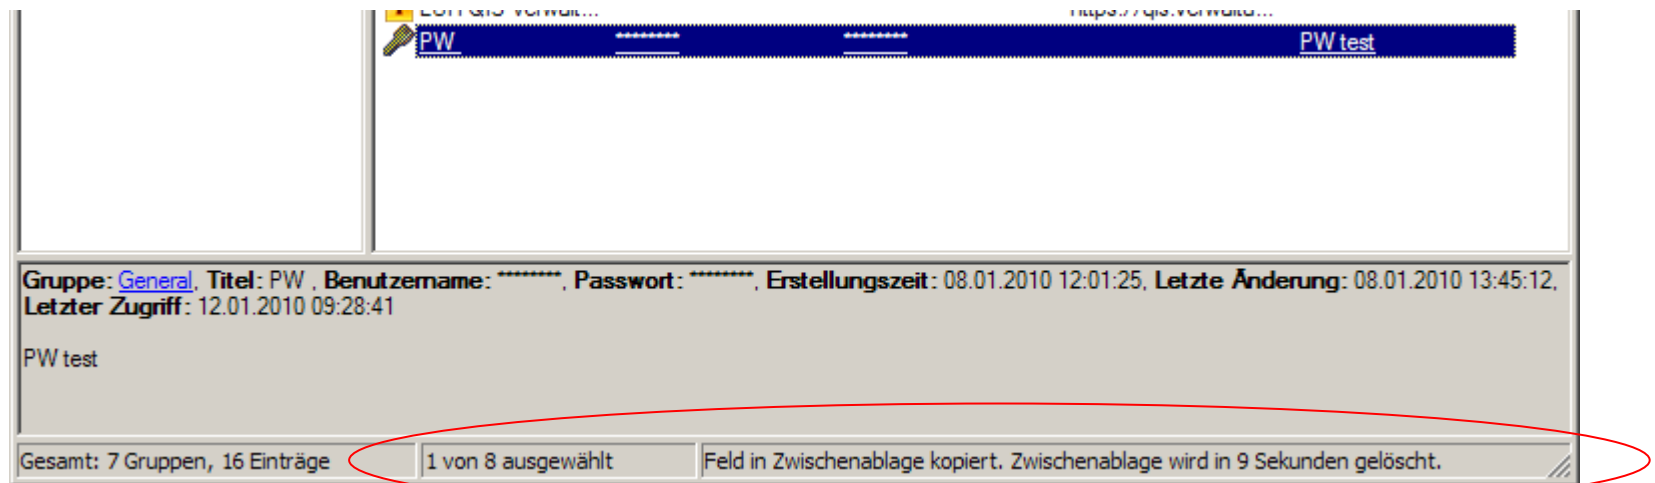 PW ******** ******** PW test
Gruppe: General, Titel: PW , Benutzername: ********, Passwort: ********, Erstellungszeit: 08.01.2010 12:01:25, Letzte Änderung: 08.01.2010 13:45:12,
Letzter Zugriff: 12.01.2010 09:28:41
PW test
Gesamt: 7 Gruppen, 16 Einträge 1 von 8 ausgewählt Feld in Zwischenablage kopiert. Zwischenablage wird in 9 Sekunden gelöscht.